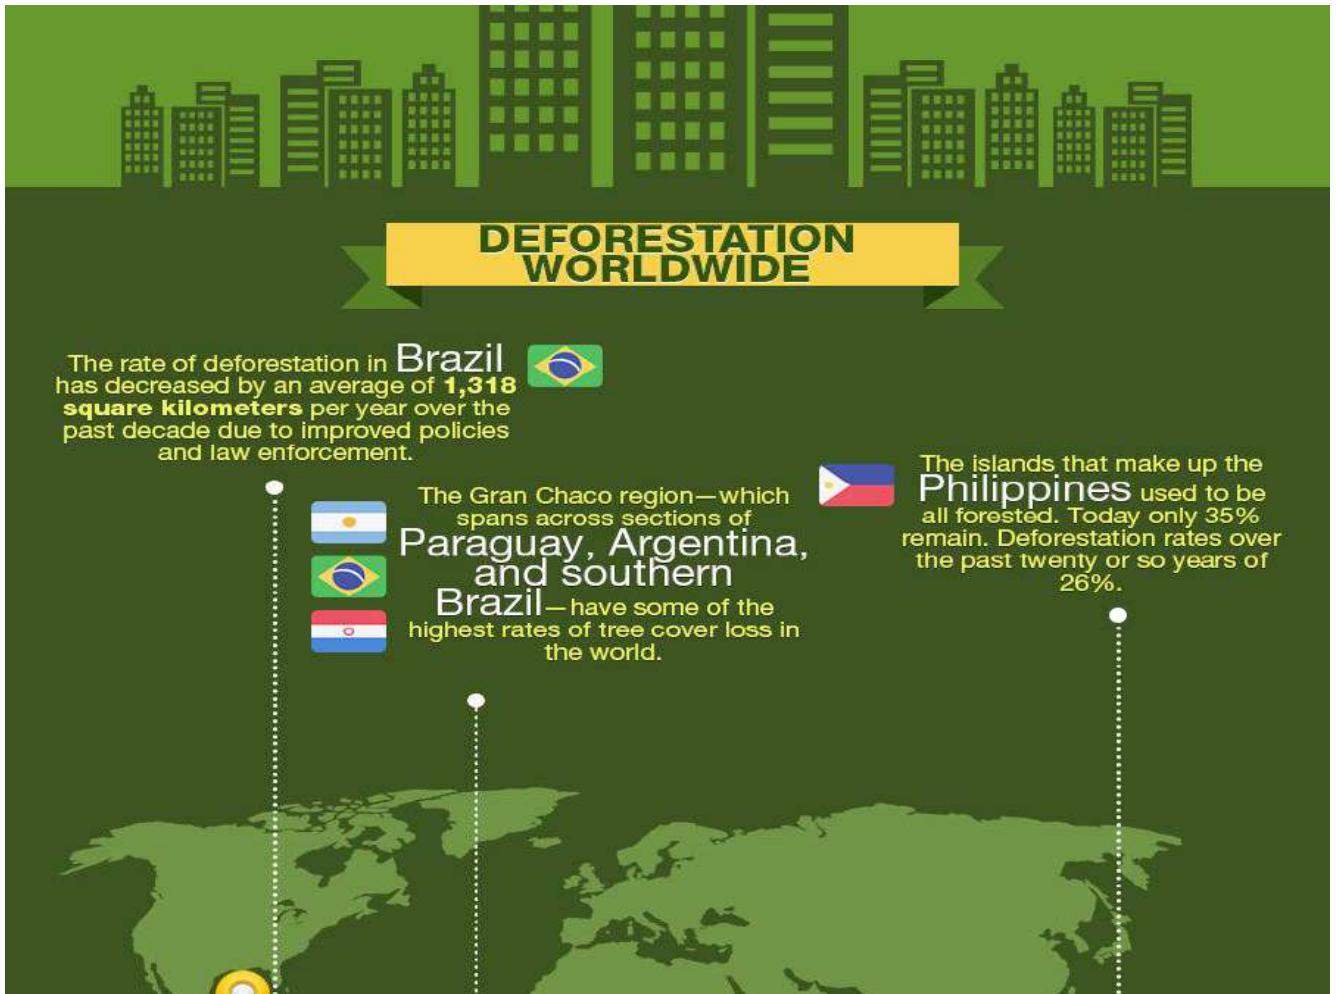 DEFORESTATION
WORLDWIDE
The rate of deforestation in Brazil
has decreased by an average of 1,318
square kilometers per year over the
past decade due to improved policies
and law enforcement.
The Gran Chaco region—which
spans across sections of
Paraguay, Argentina,
and southern
Brazil—have some of the
highest rates of tree cover loss in
the world.
The islands that make up the
Philippines used to be
all forested. Today only 35%
remain. Deforestation rates over
the past twenty or so years of
26%.